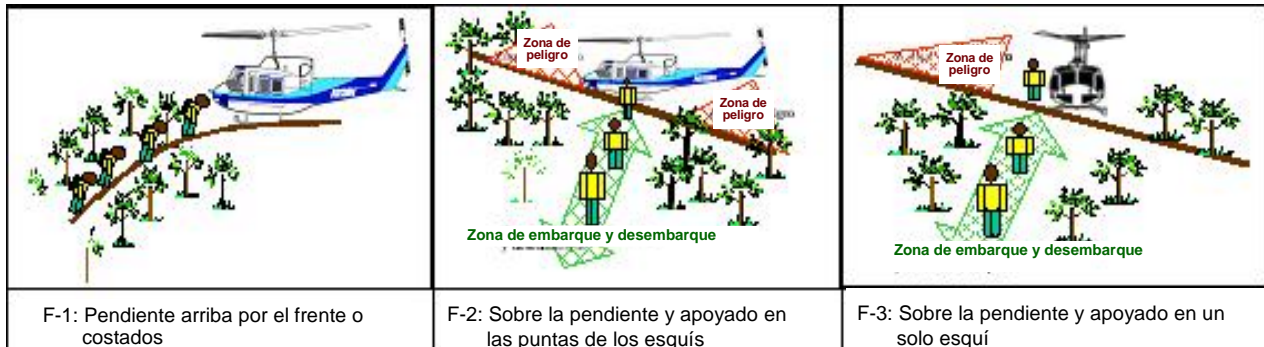 Zona de
peligro
Zona de
peligro
Zona de embarque y desembarque
Zona de
peligro
Zona de embarque y desembarque
F-1: Pendiente arriba por el frente o
costados
F-2: Sobre la pendiente y apoyado en
las puntas de los esquís
F-3: Sobre la pendiente y apoyado en un
solo esquí